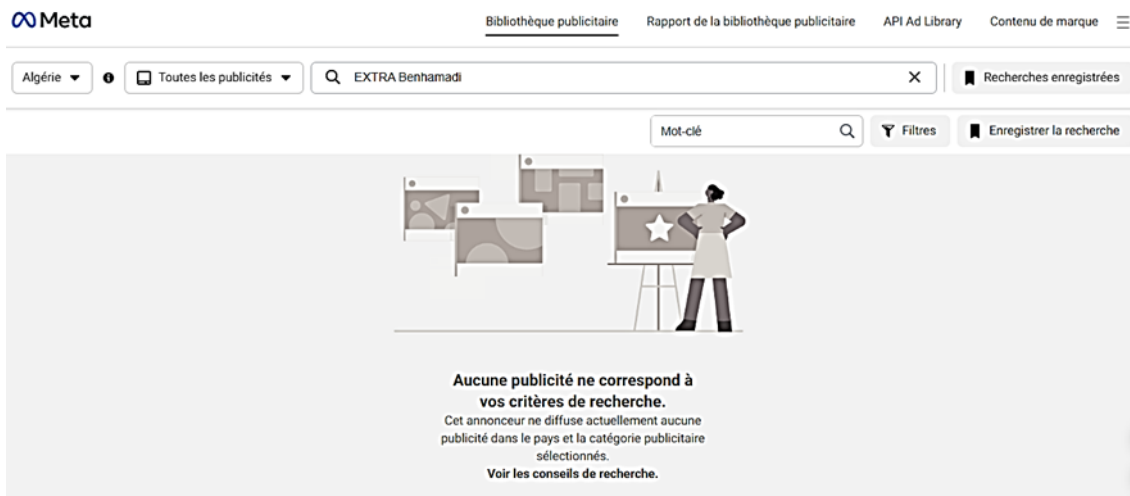 Meta
Bibliothèque publicitaire Rapport de la bibliothèque publicitaire API Ad Library Contenu de marque
Algérie Toutes les publicités EXTRA Benhamadi Recherches enregistrées
Mot-clé Filtres Enregistrer la recherche
Aucune publicité ne correspond à
vos critères de recherche.
Cet annonceur ne diffuse actuellement aucune
publicité dans le pays et la catégorie publicitaire
sélectionnés.
Voir les conseils de recherche.